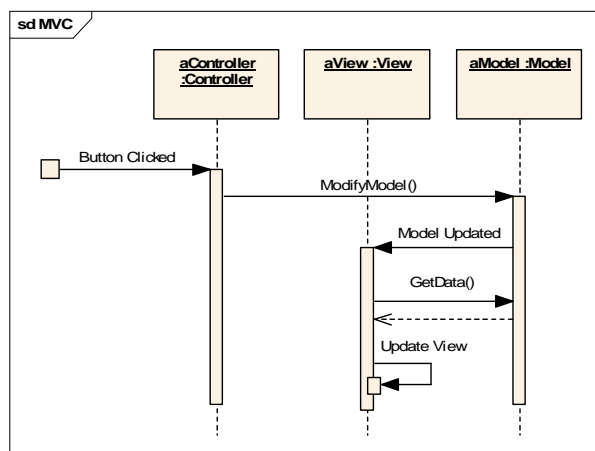 sd MVC
aController
:Controller
aView :View
aModel :Model
Button Clicked
ModifyModel()
Model Updated
GetData()
Update View